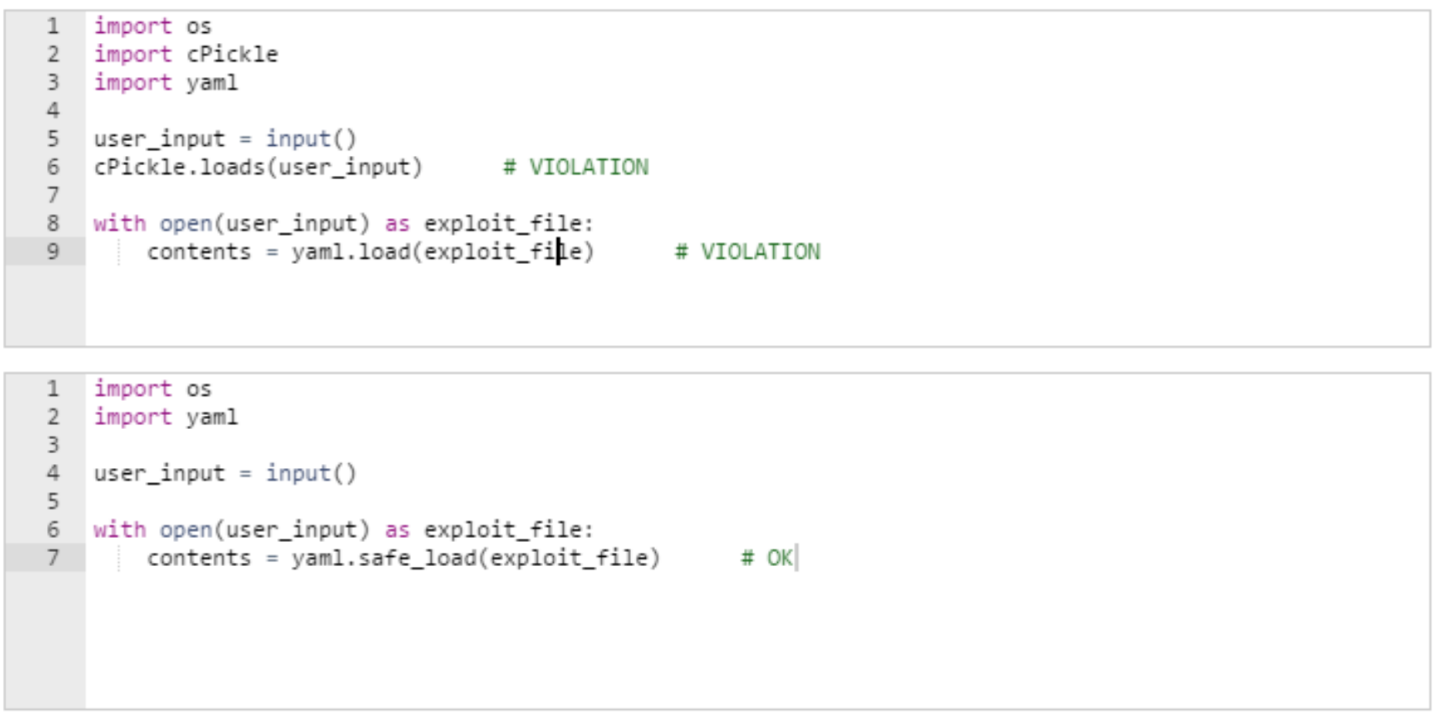 1 import os
2 import cPickle
3 import yaml
4
5 user_input = input()
6 cPickle.loads(user_input)      # VIOLATION
7
8 with open(user_input) as exploit_file:
9     contents = yaml.load(exploit_file)      # VIOLATION
1 import os
2 import yaml
3
4 user_input = input()
5
6 with open(user_input) as exploit_file:
7     contents = yaml.safe_load(exploit_file)      # OK